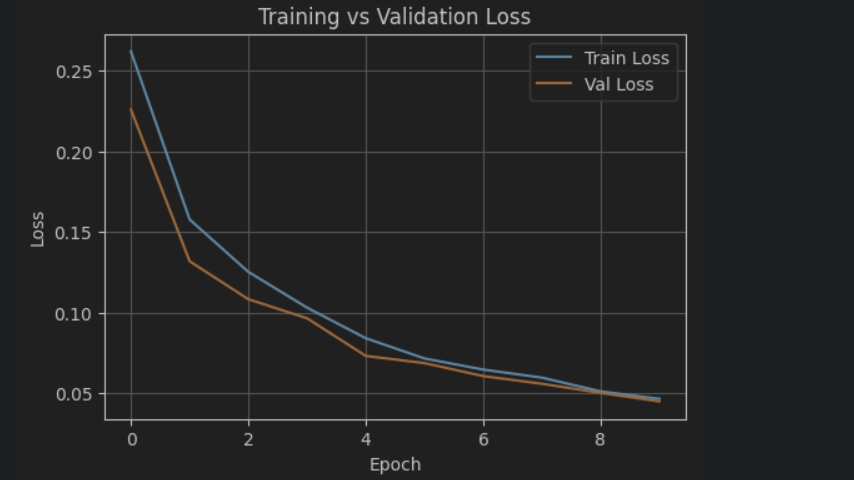 Training vs Validation Loss
Train Loss
Val Loss
0.25
0.20
0.15
0.10
0.05
Loss
0 2 4 6 8
Epoch